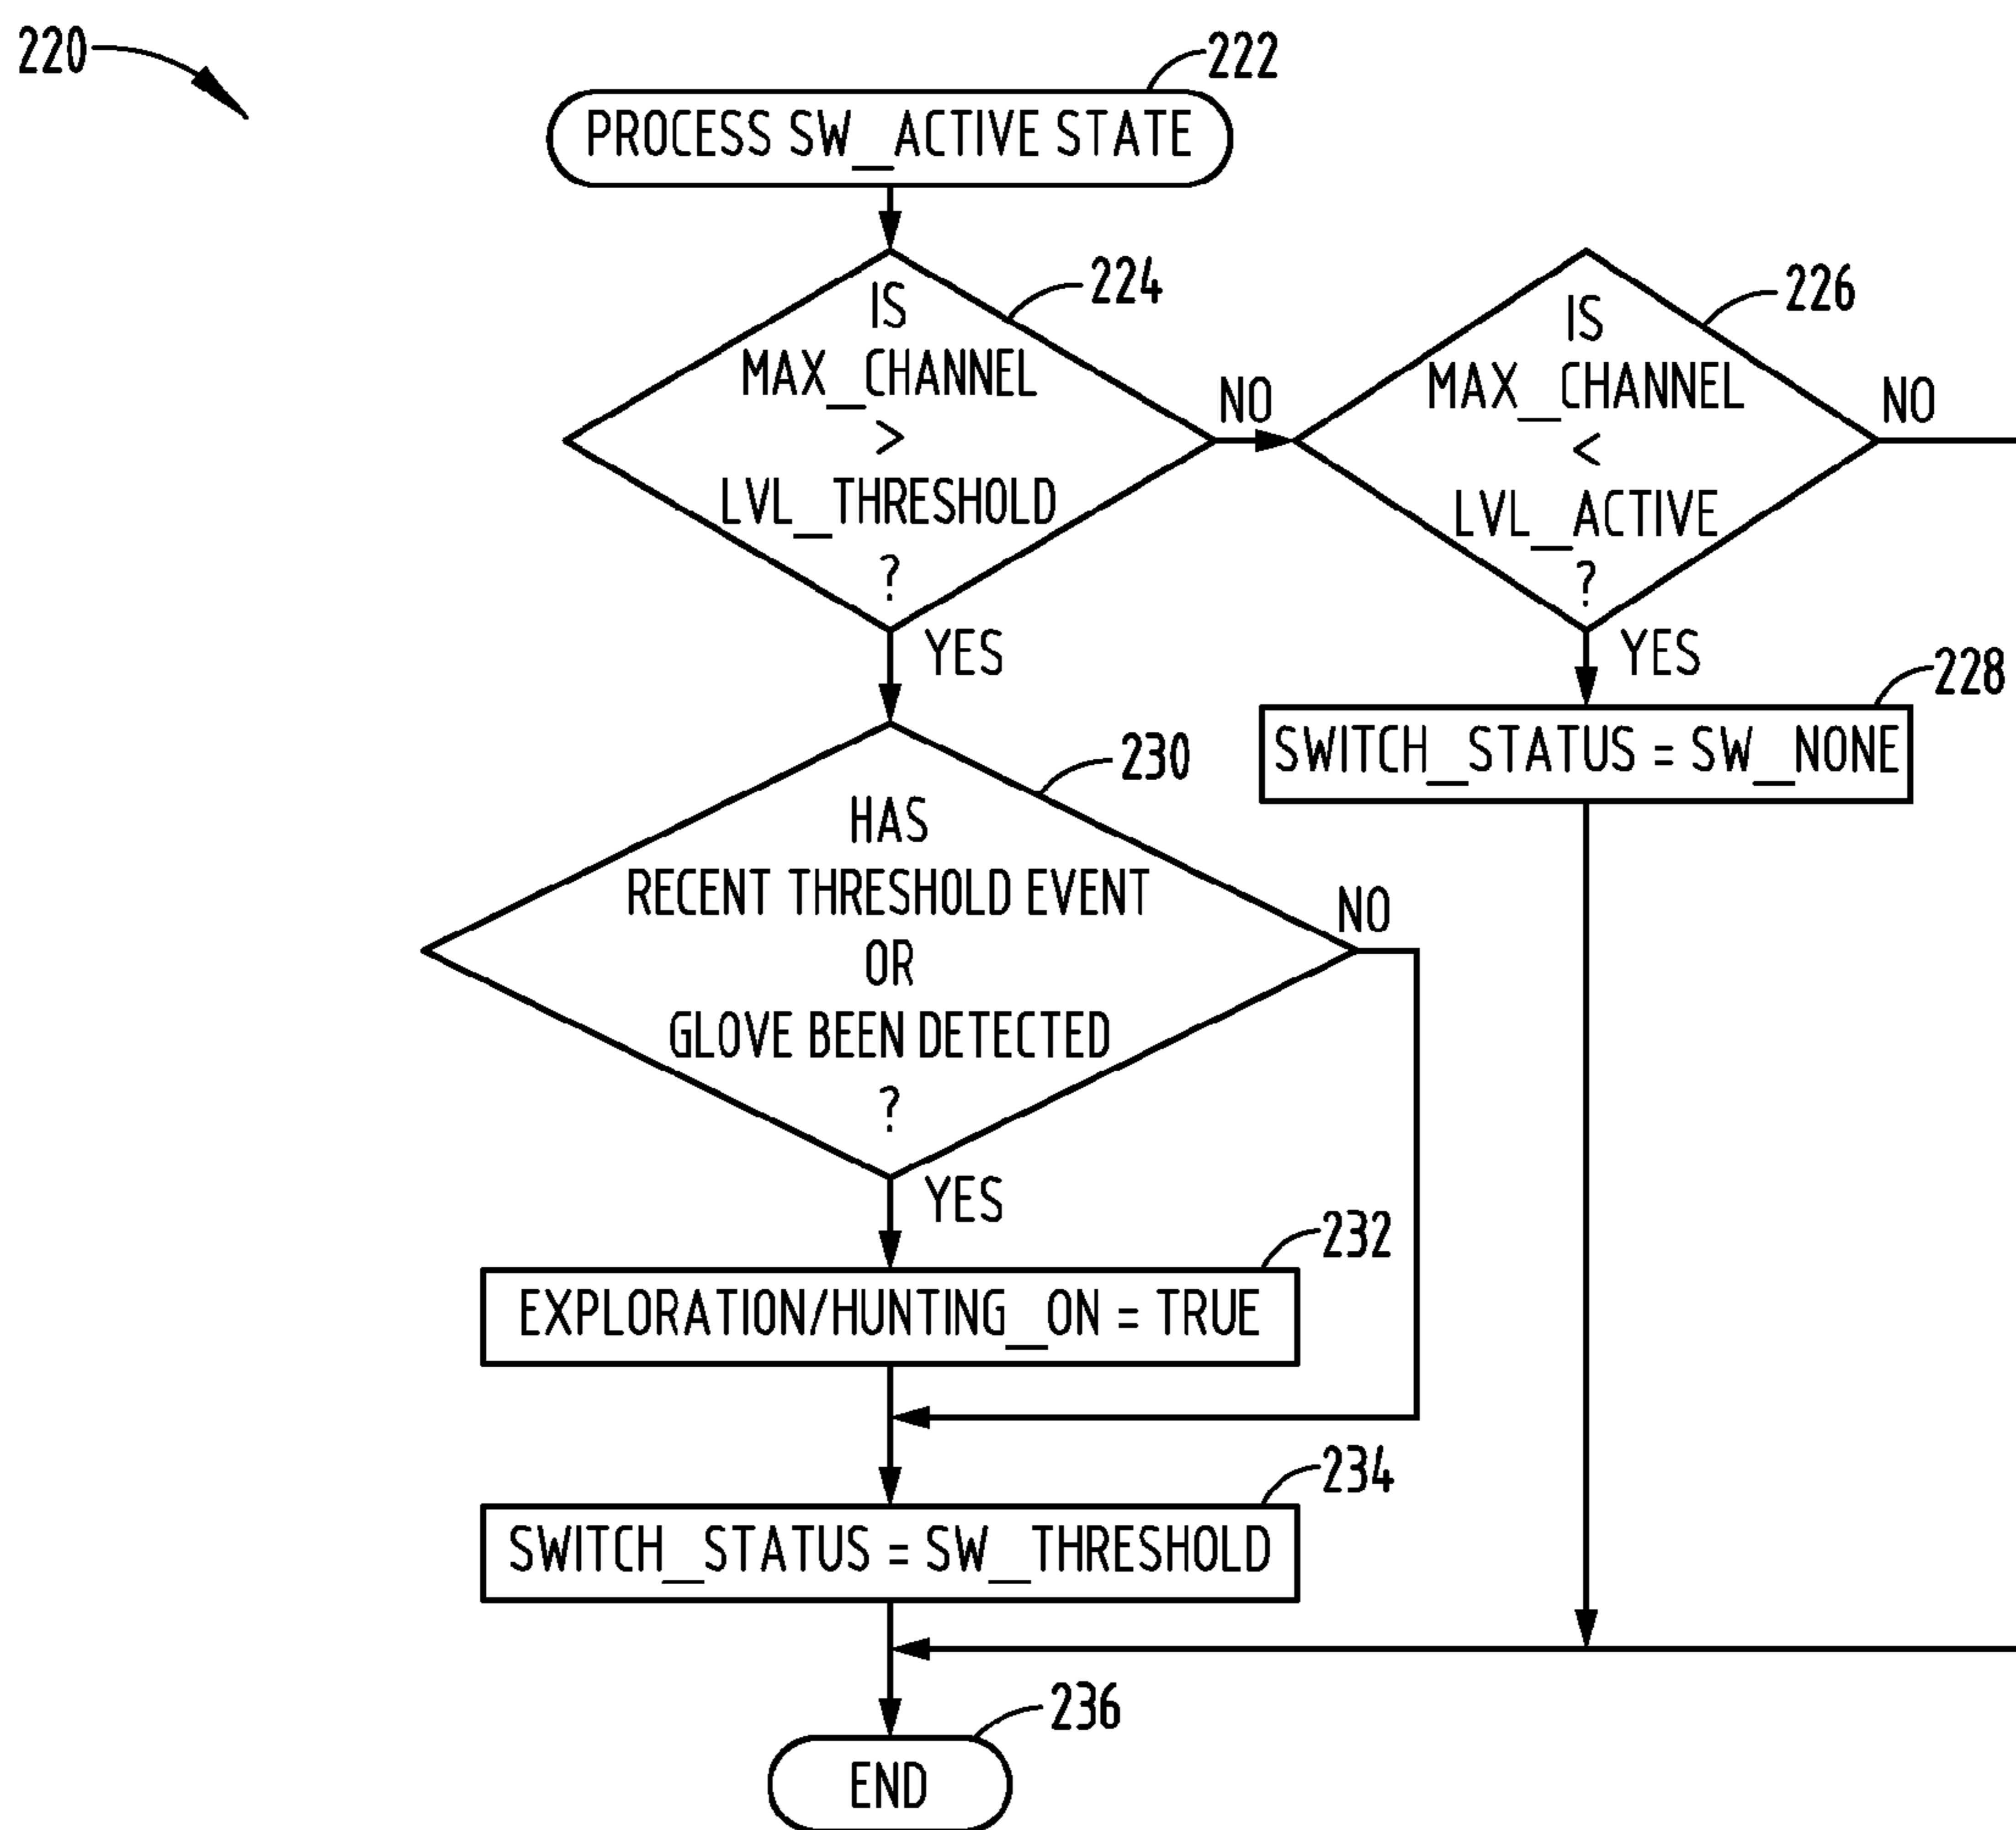 220
222
PROCESS SW_ACTIVE STATE
224
IS
MAX_CHANNEL
>
LVL_THRESHOLD
?
NO
226
IS
MAX_CHANNEL
<
LVL_ACTIVE
?
NO
YES
YES
228
SWITCH_STATUS = SW_NONE
230
HAS
RECENT THRESHOLD EVENT
OR
GLOVE BEEN DETECTED
?
NO
YES
232
EXPLORATION/HUNTING_ON = TRUE
234
SWITCH_STATUS = SW_THRESHOLD
236
END